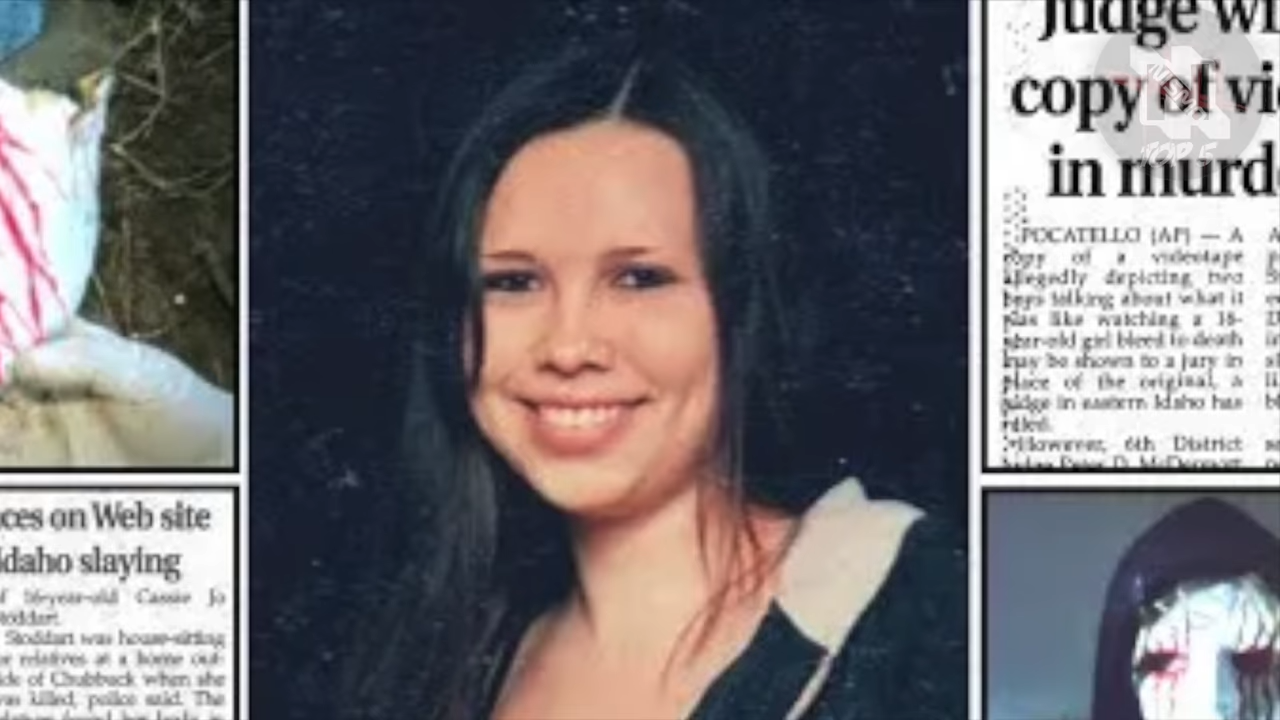 Judge wi
copy of vi
in murd
POCATELLO (AP) — A
copy of a videotape
allegedly depicting two
boys talking about what it
was like watching a 16-
year-old girl bleed to death
may be shown to a jury in
place of the original, a
judge in eastern Idaho has
ruled.
However, 6th District
TOP 5
ces on Web site
Idaho slaying
of 16-year-old Cassie Jo
Stoddart.
Stoddart was house-sitting
relatives at a home out-
side of Chubbuck when she
was killed, police said. The